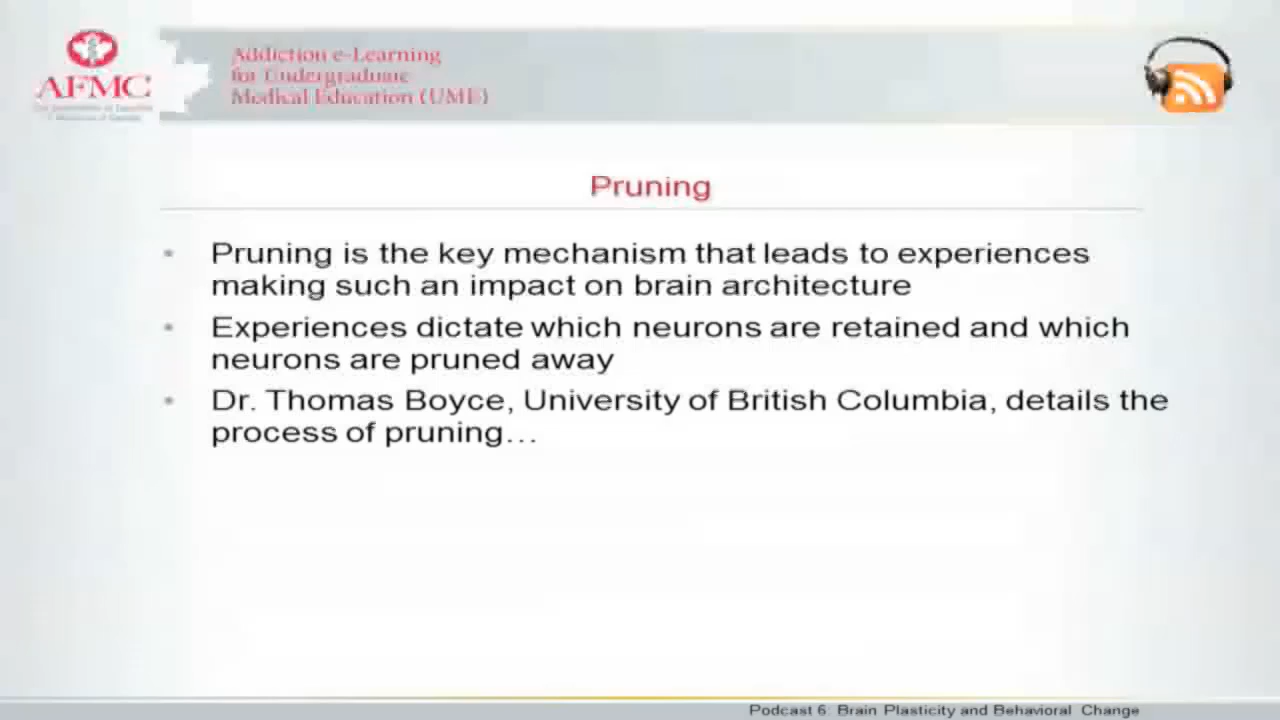 AFMC
Addiction e-Learning
for Undergraduate
Medical Education (UME)
Pruning
• Pruning is the key mechanism that leads to experiences
making such an impact on brain architecture
• Experiences dictate which neurons are retained and which
neurons are pruned away
• Dr. Thomas Boyce, University of British Columbia, details the
process of pruning…
Podcast 6: Brain Plasticity and Behavioral Change